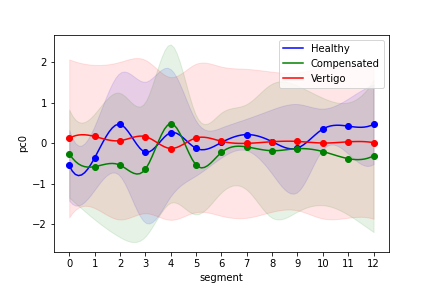 Healthy
Compensated
Vertigo
pc0
2
1
0
−1
−2
0 1 2 3 4 5 6 7 8 9 10 11 12
segment